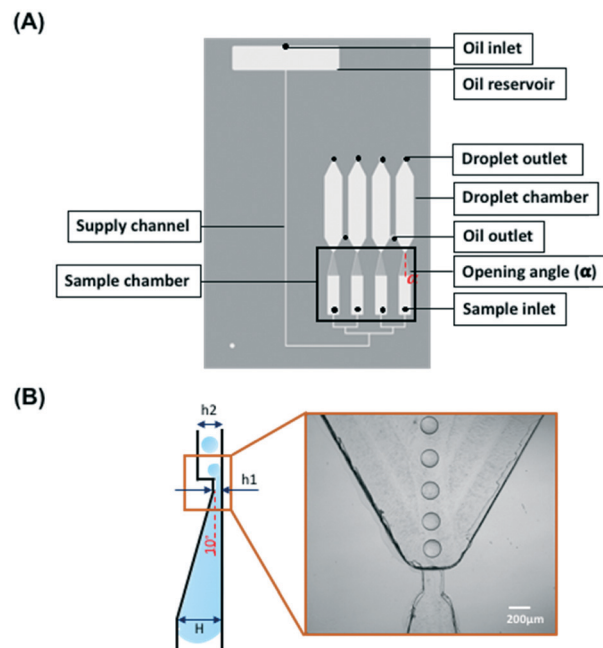 (A)
Oil inlet
Oil reservoir
Droplet outlet
Droplet chamber
Supply channel
Oil outlet
Sample chamber
Opening angle (α)
α
Sample inlet
(B)
h2
h1
10°
H
200μm